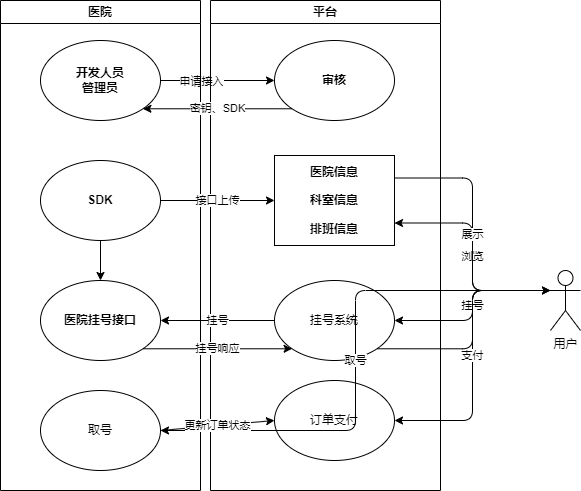 医院
平台
开发人员
管理员
申请接入
审核
密钥、SDK
医院信息
SDK
接口上传
科室信息
排班信息
展示
浏览
挂号
医院挂号接口
挂号
挂号系统
用户
挂号响应
取号
支付
取号
更新订单状态
订单支付